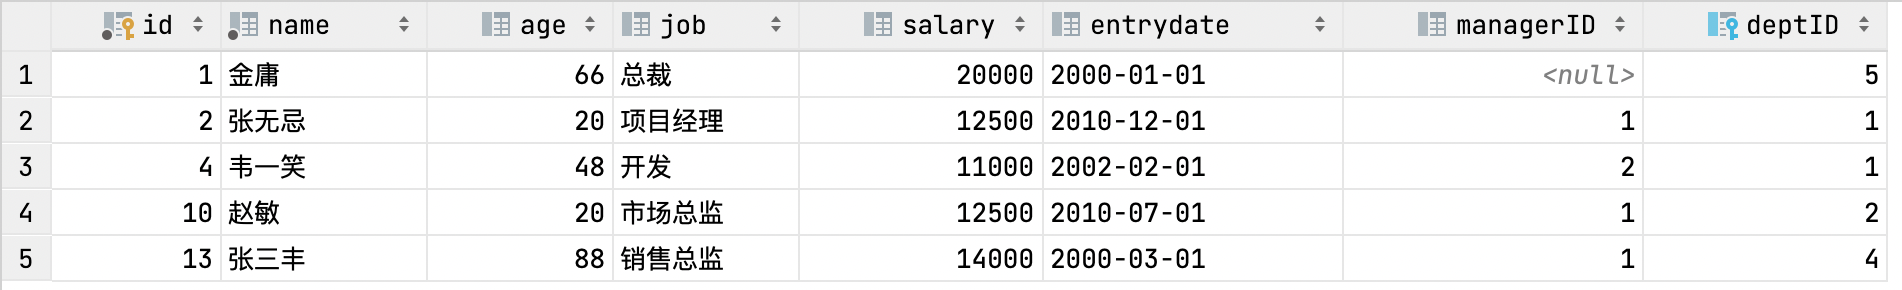 id name age job salary entrydate managerID deptID
1 1 金庸 66 总裁 20000 2000-01-01 <null> 5
2 2 张无忌 20 项目经理 12500 2010-12-01 1 1
3 4 韦一笑 48 开发 11000 2002-02-01 2 1
4 10 赵敏 20 市场总监 12500 2010-07-01 1 2
5 13 张三丰 88 销售总监 14000 2000-03-01 1 4